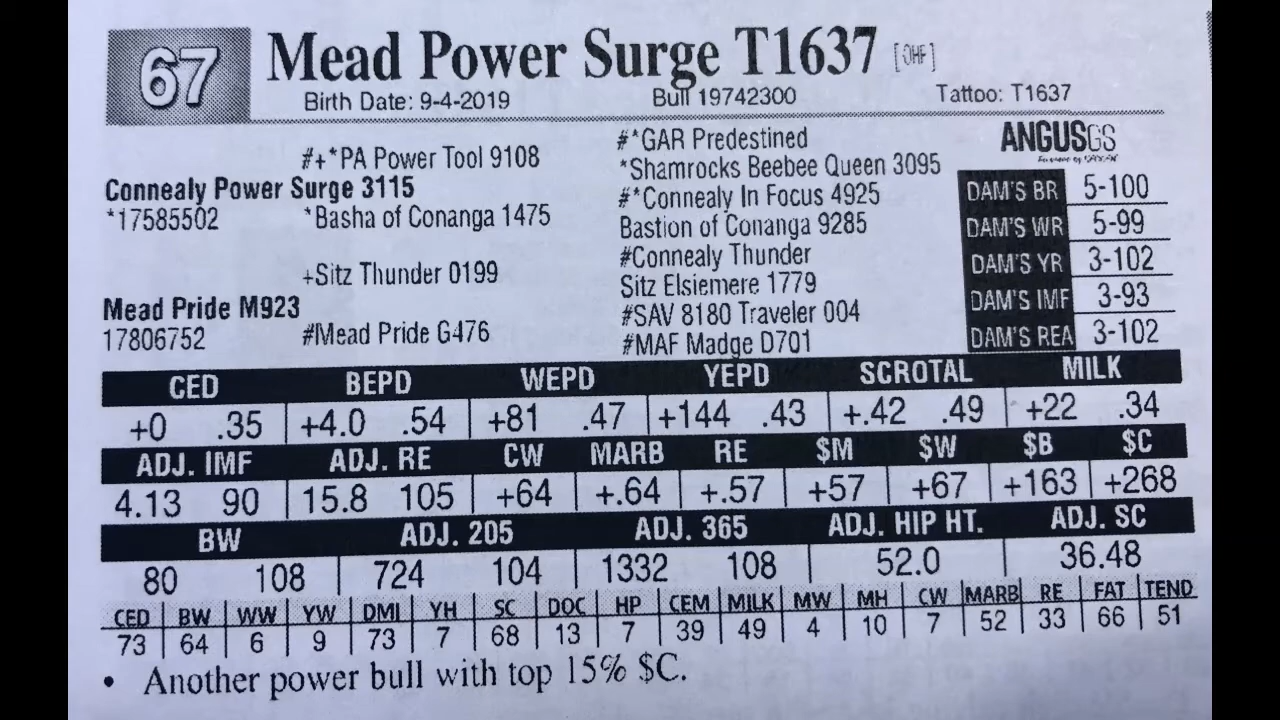 67
Mead Power Surge T1637 [OHF]
Birth Date: 9-4-2019 Bull 19742300 Tattoo: T1637
#+*PA Power Tool 9108
Connealy Power Surge 3115
*17585502 *Basha of Conanga 1475
+Sitz Thunder 0199
Mead Pride M923
17806752 #Mead Pride G476
#*GAR Predestined
*Shamrocks Beebee Queen 3095
#*Connealy In Focus 4925
Bastion of Conanga 9285
#Connealy Thunder
Sitz Elsiemere 1779
#SAV 8180 Traveler 004
#MAF Madge D701
ANGUSGS
DAM'S BR 5-100
DAM'S WR 5-99
DAM'S YR 3-102
DAM'S IMF 3-93
DAM'S REA 3-102
CED BEPD WEPD YEPD SCROTAL MILK
+0 .35 +4.0 .54 +81 .47 +144 .43 +.42 .49 +22 .34
ADJ. IMF ADJ. RE CW MARB RE $M $W $B $C
4.13 90 15.8 105 +64 +.64 +.57 +57 +67 +163 +268
BW ADJ. 205 ADJ. 365 ADJ. HIP HT. ADJ. SC
80 108 724 104 1332 108 52.0 36.48
CED BW WW YW DMI YH SC DOC HP CEM MILK MW MH CW MARB RE FAT TEND
73 64 6 9 73 7 68 13 7 39 49 4 10 7 52 33 66 51
• Another power bull with top 15% $C.